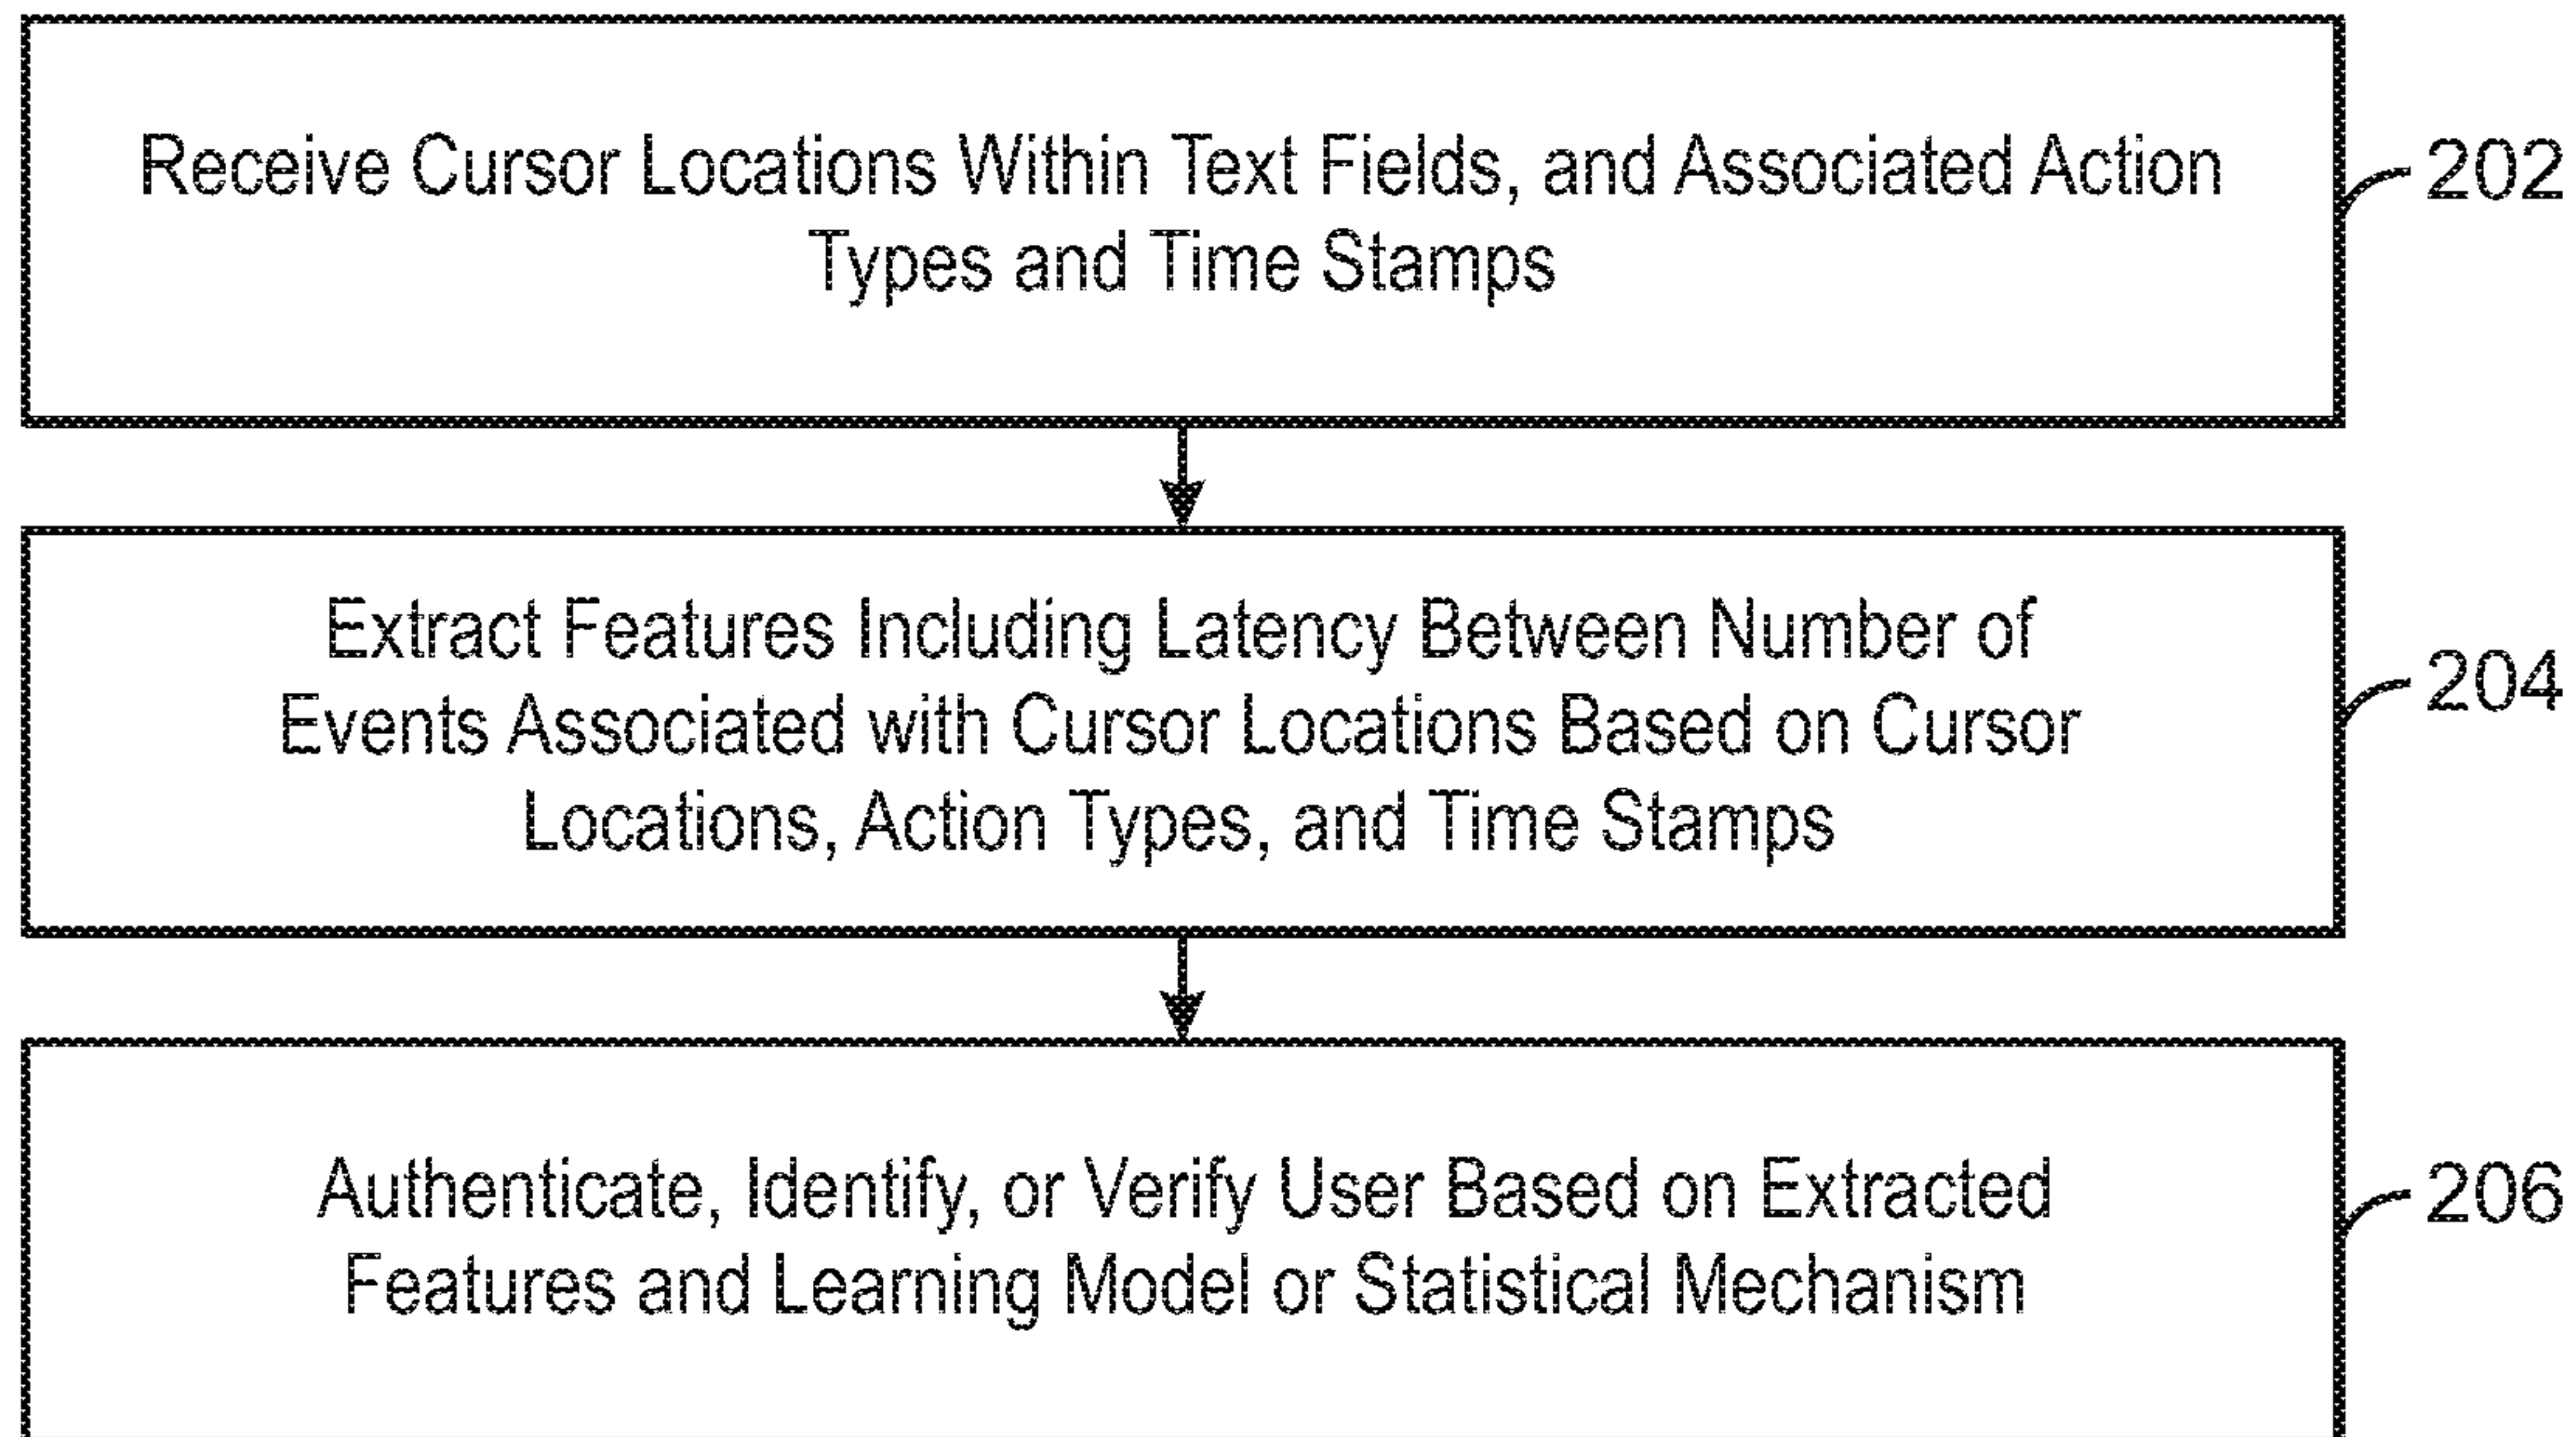 Receive Cursor Locations Within Text Fields, and Associated Action
Types and Time Stamps
202
Extract Features Including Latency Between Number of
Events Associated with Cursor Locations Based on Cursor
Locations, Action Types, and Time Stamps
204
Authenticate, Identify, or Verify User Based on Extracted
Features and Learning Model or Statistical Mechanism
206